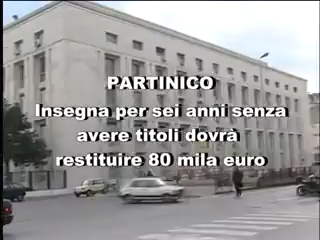 PARTINICO
Insegna per sei anni senza
avere titoli dovrà
restituire 80 mila euro